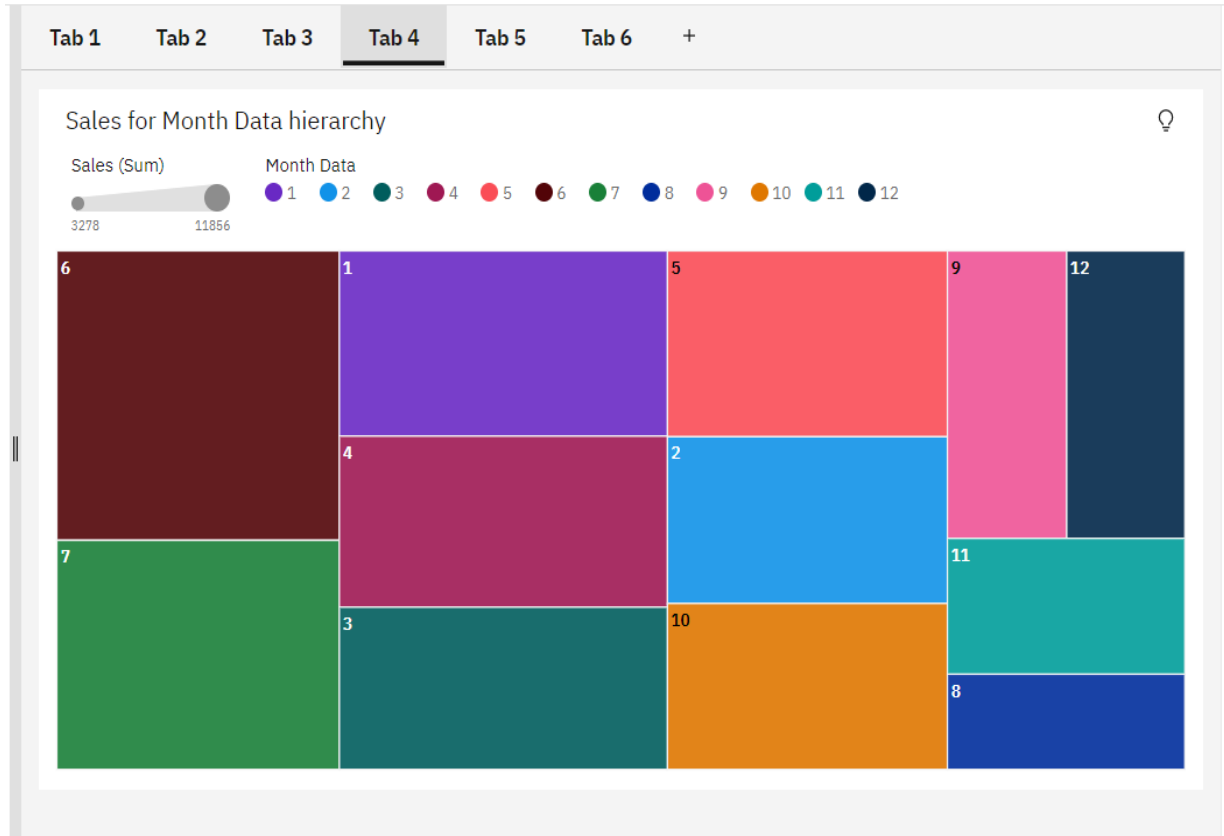 Tab 1 Tab 2 Tab 3 Tab 4 Tab 5 Tab 6 +
Sales for Month Data hierarchy
Sales (Sum) Month Data
1 2 3 4 5 6 7 8 9 10 11 12
3278 11856
6 1 5 9 12
4 2
7 11
10
3
8